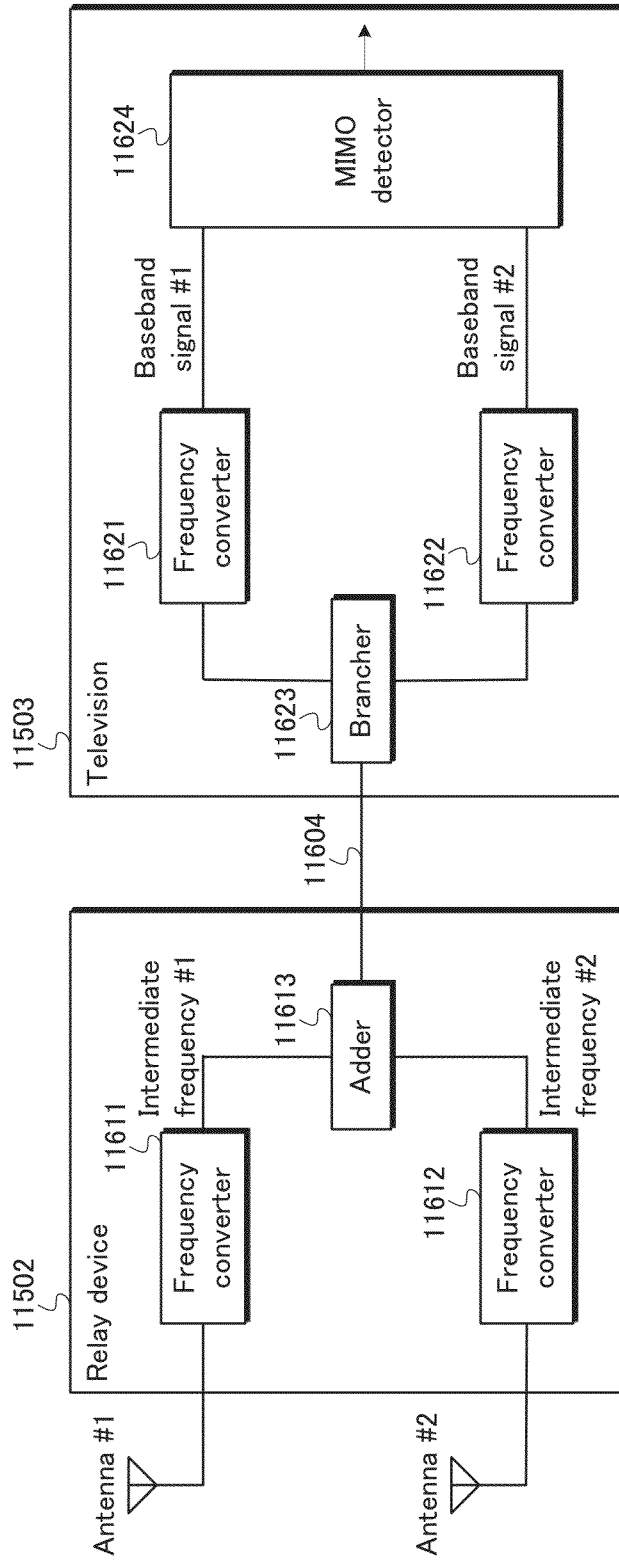 11502
Relay device
Antenna #1
11611
Frequency
converter
Intermediate
frequency #1
11613
Adder
Antenna #2
11612
Frequency
converter
Intermediate
frequency #2
11604
11503
Television
11621
Frequency
converter
Baseband
signal #1
11623
Brancher
11622
Frequency
converter
Baseband
signal #2
11624
MIMO
detector